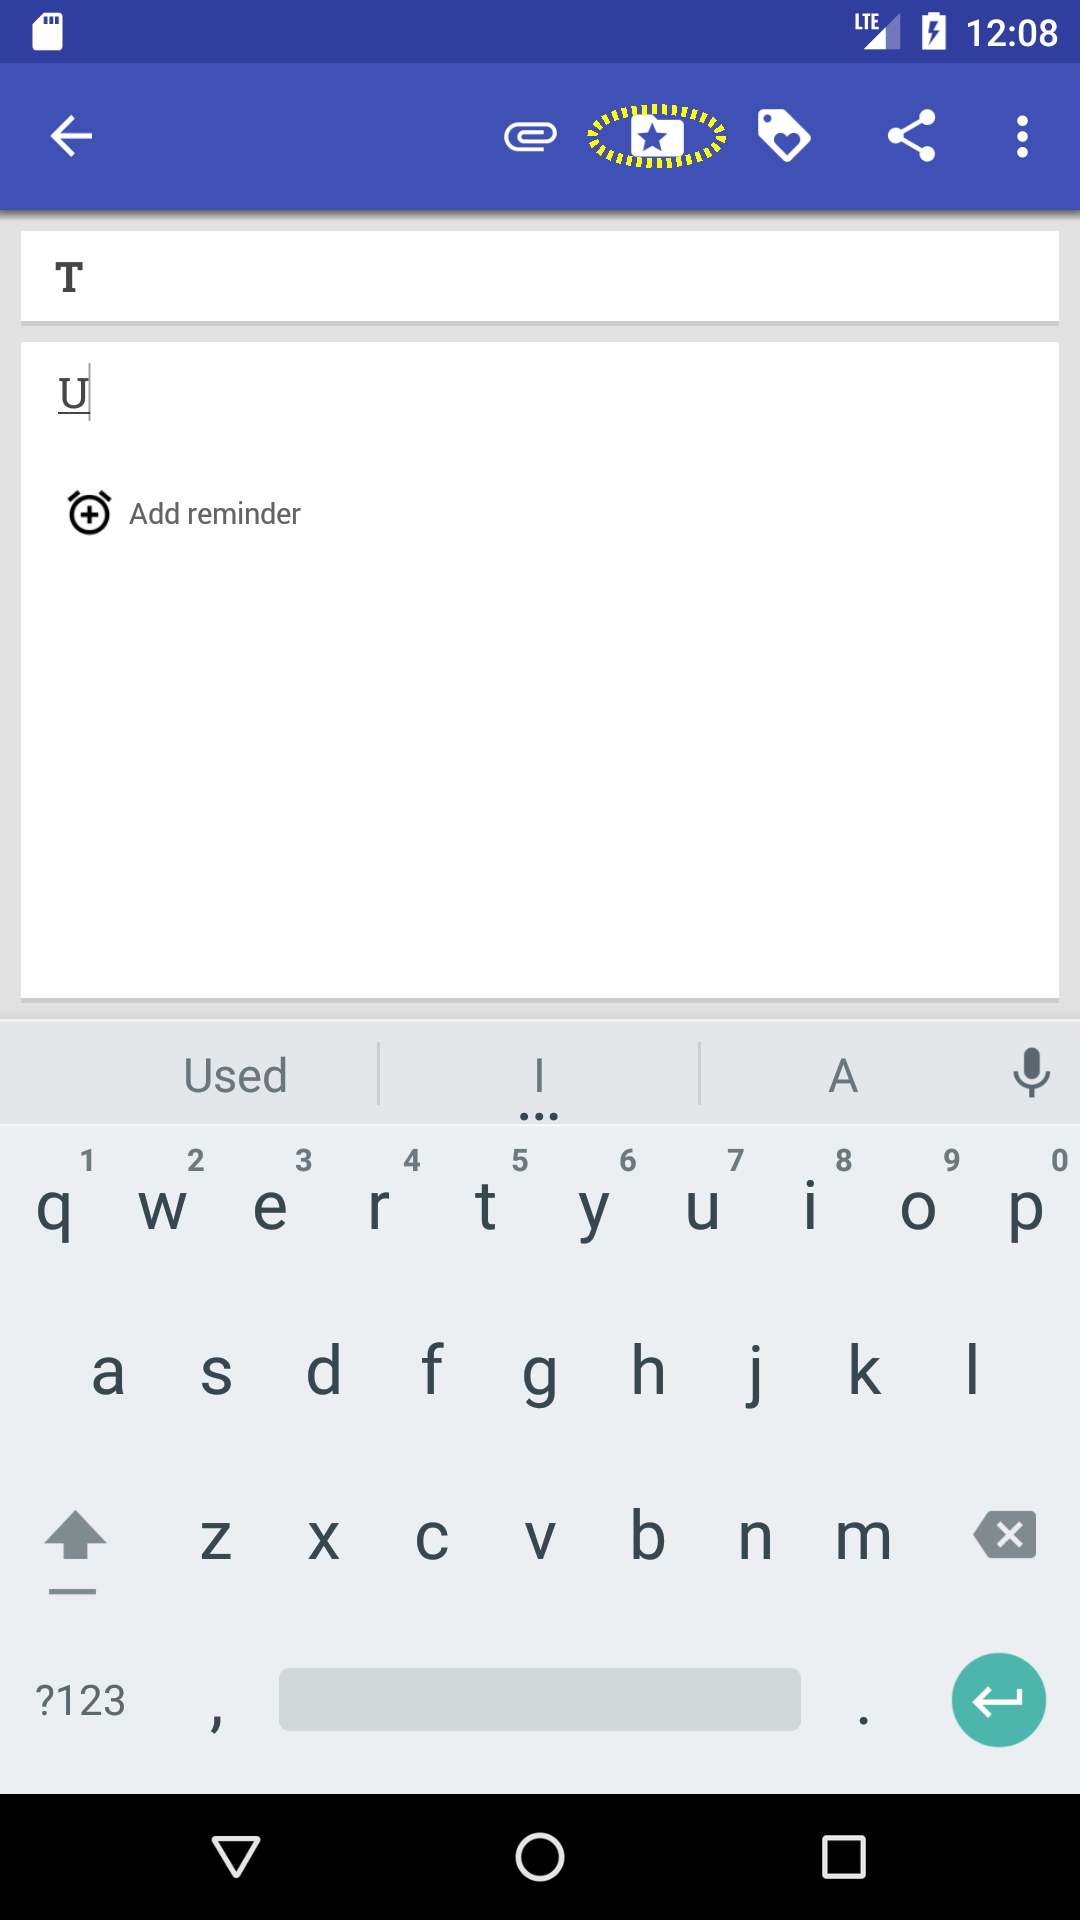 LTE 12:08
T
U
Add reminder
Used I A
1 2 3 4 5 6 7 8 9 0
q w e r t y u i o p
a s d f g h j k l
z x c v b n m
?123 , .